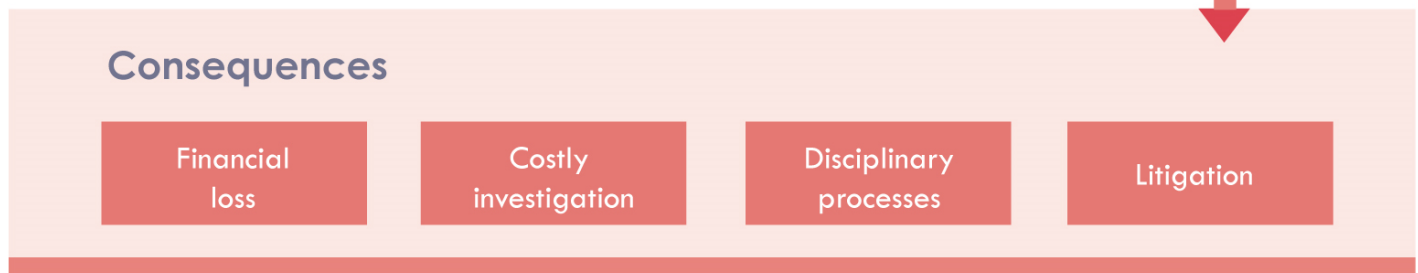 Consequences
Financial
loss
Costly
investigation
Disciplinary
processes
Litigation